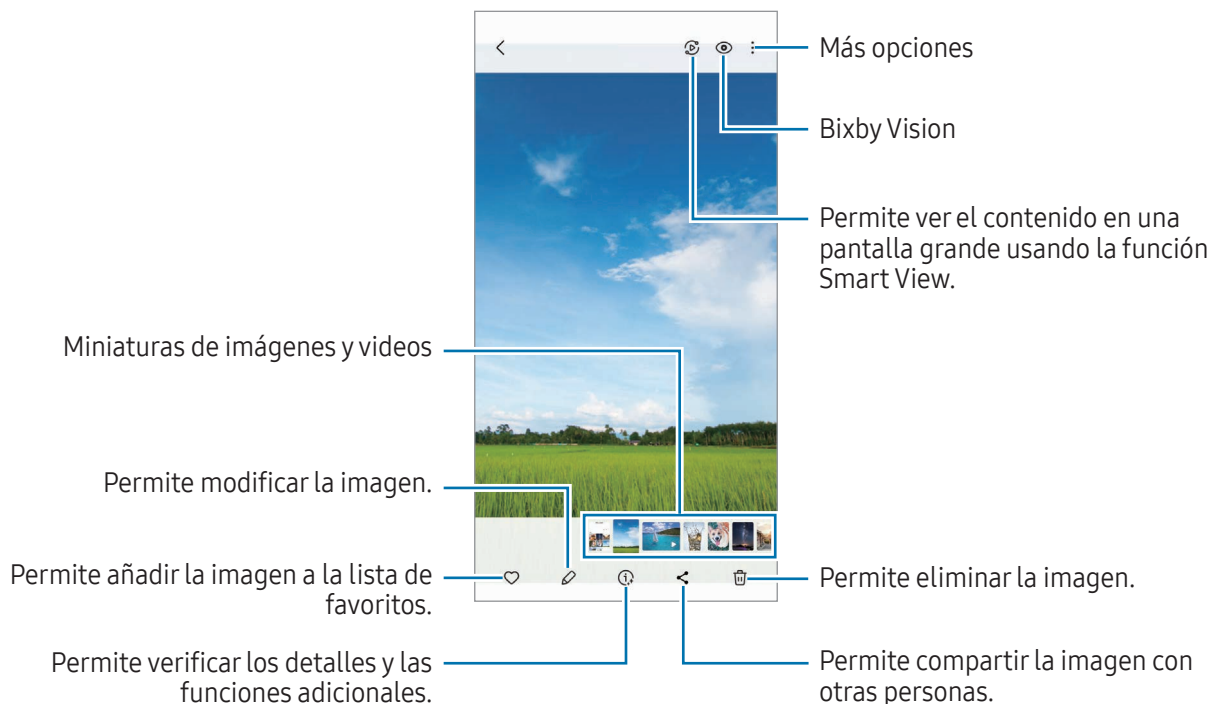 Más opciones
Bixby Vision
Permite ver el contenido en una
pantalla grande usando la función
Smart View.
Miniaturas de imágenes y videos
Permite modificar la imagen.
Permite añadir la imagen a la lista de
favoritos.
Permite eliminar la imagen.
Permite verificar los detalles y las
funciones adicionales.
Permite compartir la imagen con
otras personas.